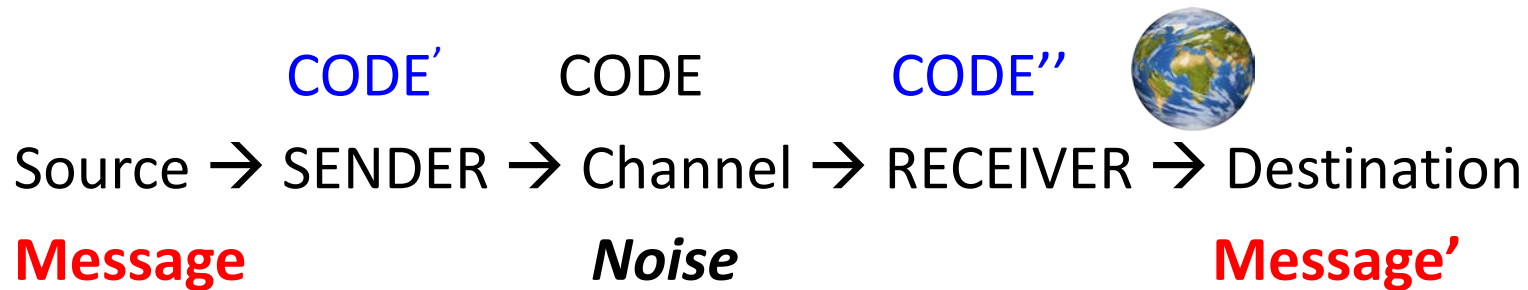 CODE′ CODE CODE’’
Source → SENDER → Channel → RECEIVER → Destination
Message Noise Message’